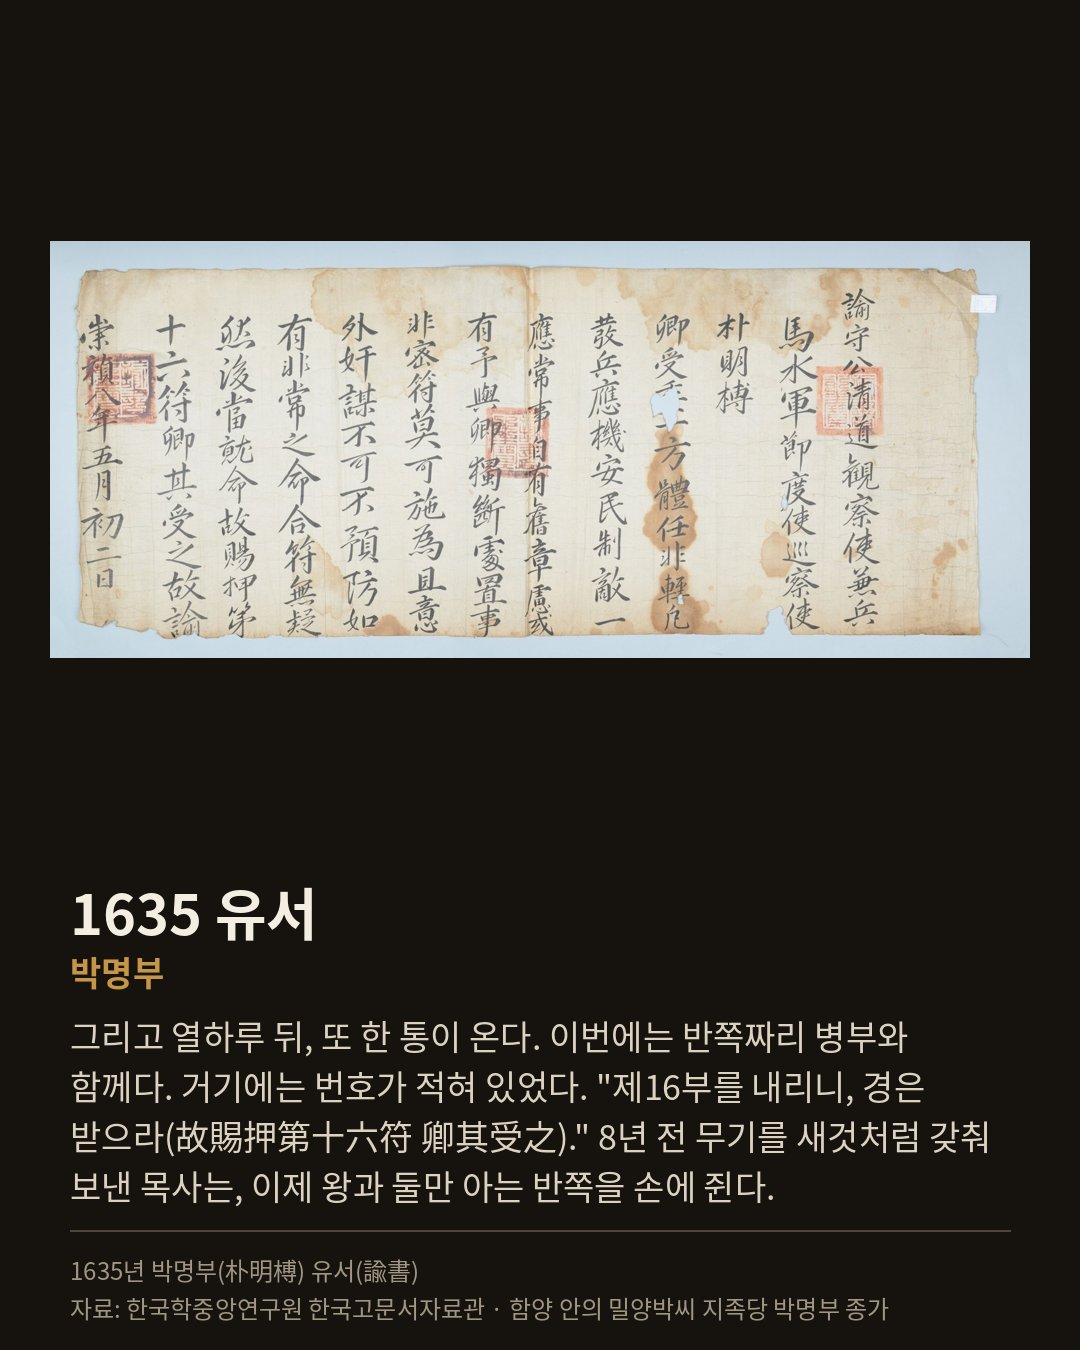 諭守公清道觀察使兼兵
馬水軍節度使巡察使
朴明榑
卿受
方體任非輕凡
發兵應機安民制敵一
應常事自有舊章慮或
有予與卿獨斷處置事
非密符莫可施為且意
外奸謀不可不預防如
有非常之命合符無疑
然後當就命故賜押第
十六符卿其受之故諭
崇禎八年五月初二日
1635 유서
박명부
그리고 열하루 뒤, 또 한 통이 온다. 이번에는 반쪽짜리 병부와
함께다. 거기에는 번호가 적혀 있었다. "제16부를 내리니, 경은
받으라(故賜押第十六符 卿其受之)." 8년 전 무기를 새것처럼 갖춰
보낸 목사는, 이제 왕과 둘만 아는 반쪽을 손에 쥔다.
1635년 박명부(朴明榑) 유서(諭書)
자료: 한국학중앙연구원 한국고문서자료관 · 함양 안의 밀양박씨 지족당 박명부 종가